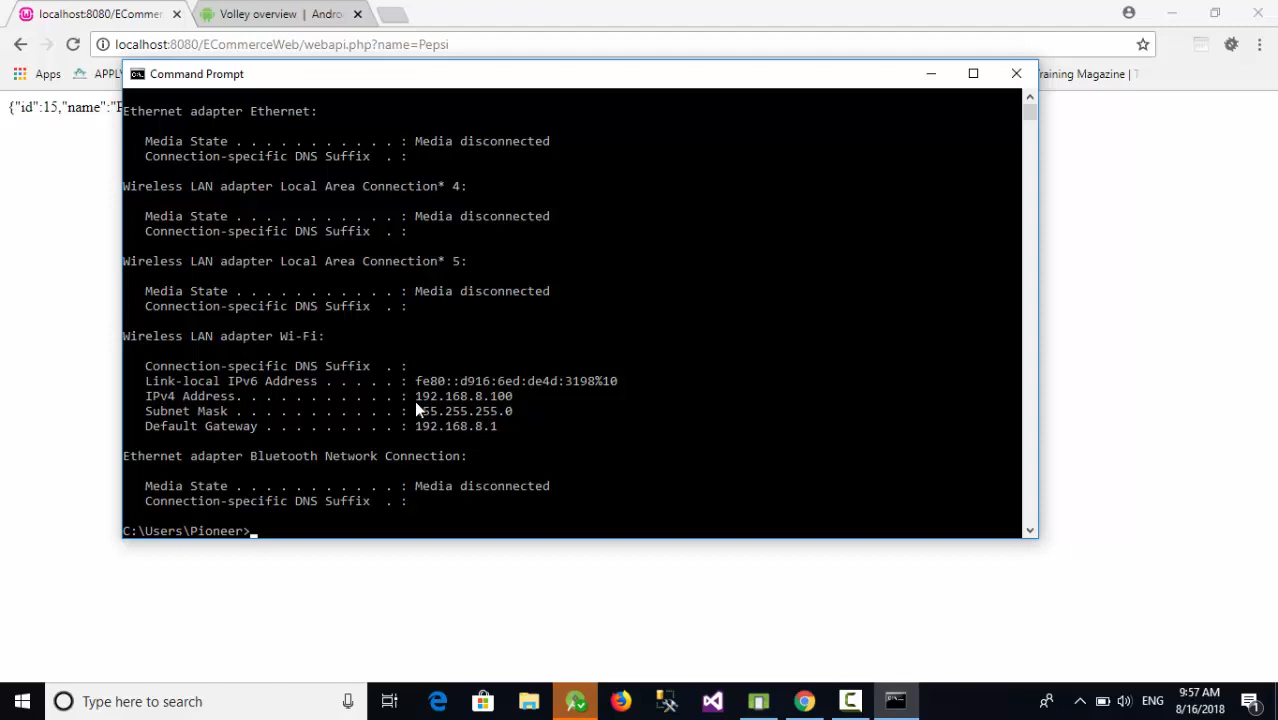 localhost:8080/ECommer
Volley overview | Andro
localhost:8080/ECommerceWeb/webapi.php?name=Pepsi
Apps
Training Magazine |
{"id":15,"name":"
Command Prompt
Ethernet adapter Ethernet:
Media State . . . . . . . . . . . : Media disconnected
Connection-specific DNS Suffix  . :
Wireless LAN adapter Local Area Connection* 4:
Media State . . . . . . . . . . . : Media disconnected
Connection-specific DNS Suffix  . :
Wireless LAN adapter Local Area Connection* 5:
Media State . . . . . . . . . . . : Media disconnected
Connection-specific DNS Suffix  . :
Wireless LAN adapter Wi-Fi:
Connection-specific DNS Suffix  . :
Link-local IPv6 Address . . . . . : fe80::d916:6ed:de4d:3198%10
IPv4 Address. . . . . . . . . . . : 192.168.8.100
Subnet Mask . . . . . . . . . . . : 55.255.255.0
Default Gateway . . . . . . . . . : 192.168.8.1
Ethernet adapter Bluetooth Network Connection:
Media State . . . . . . . . . . . : Media disconnected
Connection-specific DNS Suffix  . :
C:\Users\Pioneer>
Type here to search
ENG
9:57 AM
8/16/2018